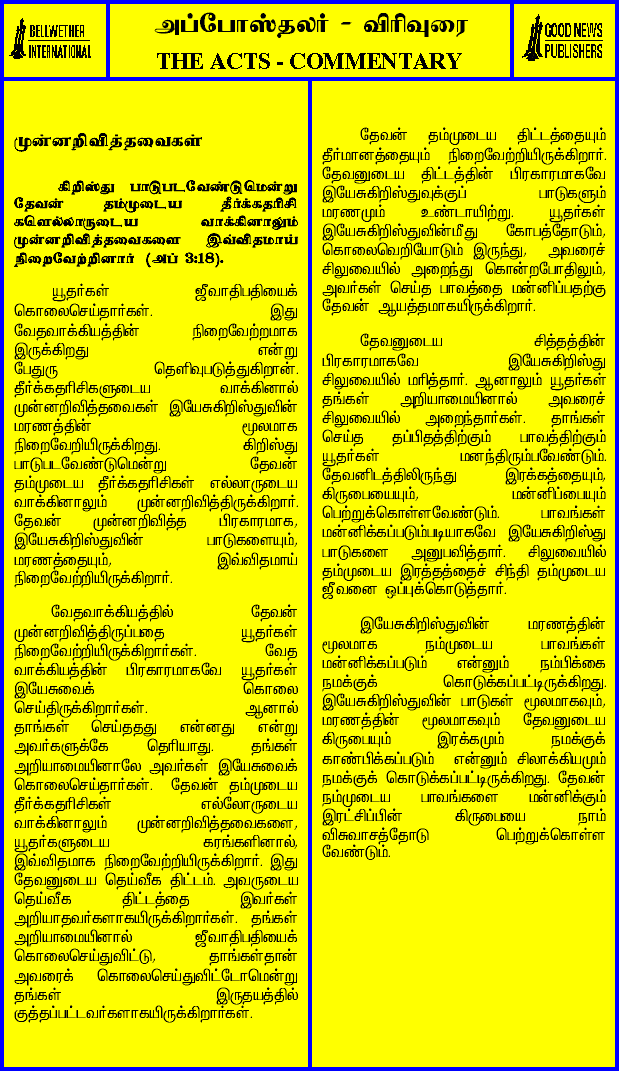 BELLWETHER
INTERNATIONAL
அப்போஸ்தலர் - விரிவுரை
THE ACTS - COMMENTARY
GOOD NEWS
PUBLISHERS
முன்னறிவித்தவைகள்
கிறிஸ்து பாடுபடவேண்டுமென்று
தேவன் தம்முடைய தீர்க்கதரிசி
களெல்லாருடைய வாக்கினாலும்
முன்னறிவித்தவைகளை இவ்விதமாய்
நிறைவேற்றினார் (அப் 3:18).
யூதர்கள் ஜீவாதிபதியைக்
கொலைசெய்தார்கள். இது
வேதவாக்கியத்தின் நிறைவேற்றமாக
இருக்கிறது என்று
பேதுரு தெளிவுபடுத்துகிறான்.
தீர்க்கதரிசிகளுடைய வாக்கினால்
முன்னறிவித்தவைகள் இயேசுகிறிஸ்துவின்
மரணத்தின் மூலமாக
நிறைவேறியிருக்கிறது. கிறிஸ்து
பாடுபடவேண்டுமென்று தேவன்
தம்முடைய தீர்க்கதரிசிகள் எல்லாருடைய
வாக்கினாலும் முன்னறிவித்திருக்கிறார்.
தேவன் முன்னறிவித்த பிரகாரமாக,
இயேசுகிறிஸ்துவின் பாடுகளையும்,
மரணத்தையும், இவ்விதமாய்
நிறைவேற்றியிருக்கிறார்.
வேதவாக்கியத்தில் தேவன்
முன்னறிவித்திருப்பதை யூதர்கள்
நிறைவேற்றியிருக்கிறார்கள். வேத
வாக்கியத்தின் பிரகாரமாகவே யூதர்கள்
இயேசுவைக் கொலை
செய்திருக்கிறார்கள். ஆனால்
தாங்கள் செய்ததது என்னது என்று
அவர்களுக்கே தெரியாது. தங்கள்
அறியாமையினாலே அவர்கள் இயேசுவைக்
கொலைசெய்தார்கள். தேவன் தம்முடைய
தீர்க்கதரிசிகள் எல்லோருடைய
வாக்கினாலும் முன்னறிவித்தவைகளை,
யூதர்களுடைய கரங்களினால்,
இவ்விதமாக நிறைவேற்றியிருக்கிறார். இது
தேவனுடைய தெய்வீக திட்டம். அவருடைய
தெய்வீக திட்டத்தை இவர்கள்
அறியாதவர்களாகயிருக்கிறார்கள். தங்கள்
அறியாமையினால் ஜீவாதிபதியைக்
கொலைசெய்துவிட்டு, தாங்கள்தான்
அவரைக் கொலைசெய்துவிட்டோமென்று
தங்கள் இருதயத்தில்
குத்தப்பட்டவர்களாகயிருக்கிறார்கள்.
தேவன் தம்முடைய திட்டத்தையும்
தீர்மானத்தையும் நிறைவேற்றியிருக்கிறார்.
தேவனுடைய திட்டத்தின் பிரகாரமாகவே
இயேசுகிறிஸ்துவுக்குப் பாடுகளும்
மரணமும் உண்டாயிற்று. யூதர்கள்
இயேசுகிறிஸ்துவின்மீது கோபத்தோடும்,
கொலைவெறியோடும் இருந்து, அவரைச்
சிலுவையில் அறைந்து கொன்றபோதிலும்,
அவர்கள் செய்த பாவத்தை மன்னிப்பதற்கு
தேவன் ஆயத்தமாகயிருக்கிறார்.
தேவனுடைய சித்தத்தின்
பிரகாரமாகவே இயேசுகிறிஸ்து
சிலுவையில் மரித்தார். ஆனாலும் யூதர்கள்
தங்கள் அறியாமையினால் அவரைச்
சிலுவையில் அறைந்தார்கள். தாங்கள்
செய்த தப்பிதத்திற்கும் பாவத்திற்கும்
யூதர்கள் மனந்திரும்பவேண்டும்.
தேவனிடத்திலிருந்து இரக்கத்தையும்,
கிருபையையும், மன்னிப்பையும்
பெற்றுக்கொள்ளவேண்டும். பாவங்கள்
மன்னிக்கப்படும்படியாகவே இயேசுகிறிஸ்து
பாடுகளை அனுபவித்தார். சிலுவையில்
தம்முடைய இரத்தத்தைச் சிந்தி தம்முடைய
ஜீவனை ஒப்புக்கொடுத்தார்.
இயேசுகிறிஸ்துவின் மரணத்தின்
மூலமாக நம்முடைய பாவங்கள்
மன்னிக்கப்படும் என்னும் நம்பிக்கை
நமக்குக் கொடுக்கப்பட்டிருக்கிறது.
இயேசுகிறிஸ்துவின் பாடுகள் மூலமாகவும்,
மரணத்தின் மூலமாகவும் தேவனுடைய
கிருபையும் இரக்கமும் நமக்குக்
காண்பிக்கப்படும் என்னும் சிலாக்கியமும்
நமக்குக் கொடுக்கப்பட்டிருக்கிறது. தேவன்
நம்முடைய பாவங்களை மன்னிக்கும்
இரட்சிப்பின் கிருபையை நாம்
விசுவாசத்தோடு பெற்றுக்கொள்ள
வேண்டும்.